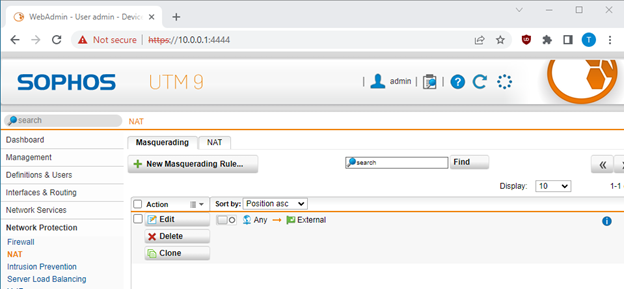 WebAdmin - User admin - Devic
Not secure https://10.0.0.1:4444
T
SOPHOS UTM 9
admin
search
NAT
Dashboard
Management
Definitions & Users
Interfaces & Routing
Network Services
Network Protection
Firewall
NAT
Intrusion Prevention
Server Load Balancing
Masquerading NAT
New Masquerading Rule...
search Find
Display: 10 1-1
Action Sort by: Position asc
Edit Any External
Delete
Clone